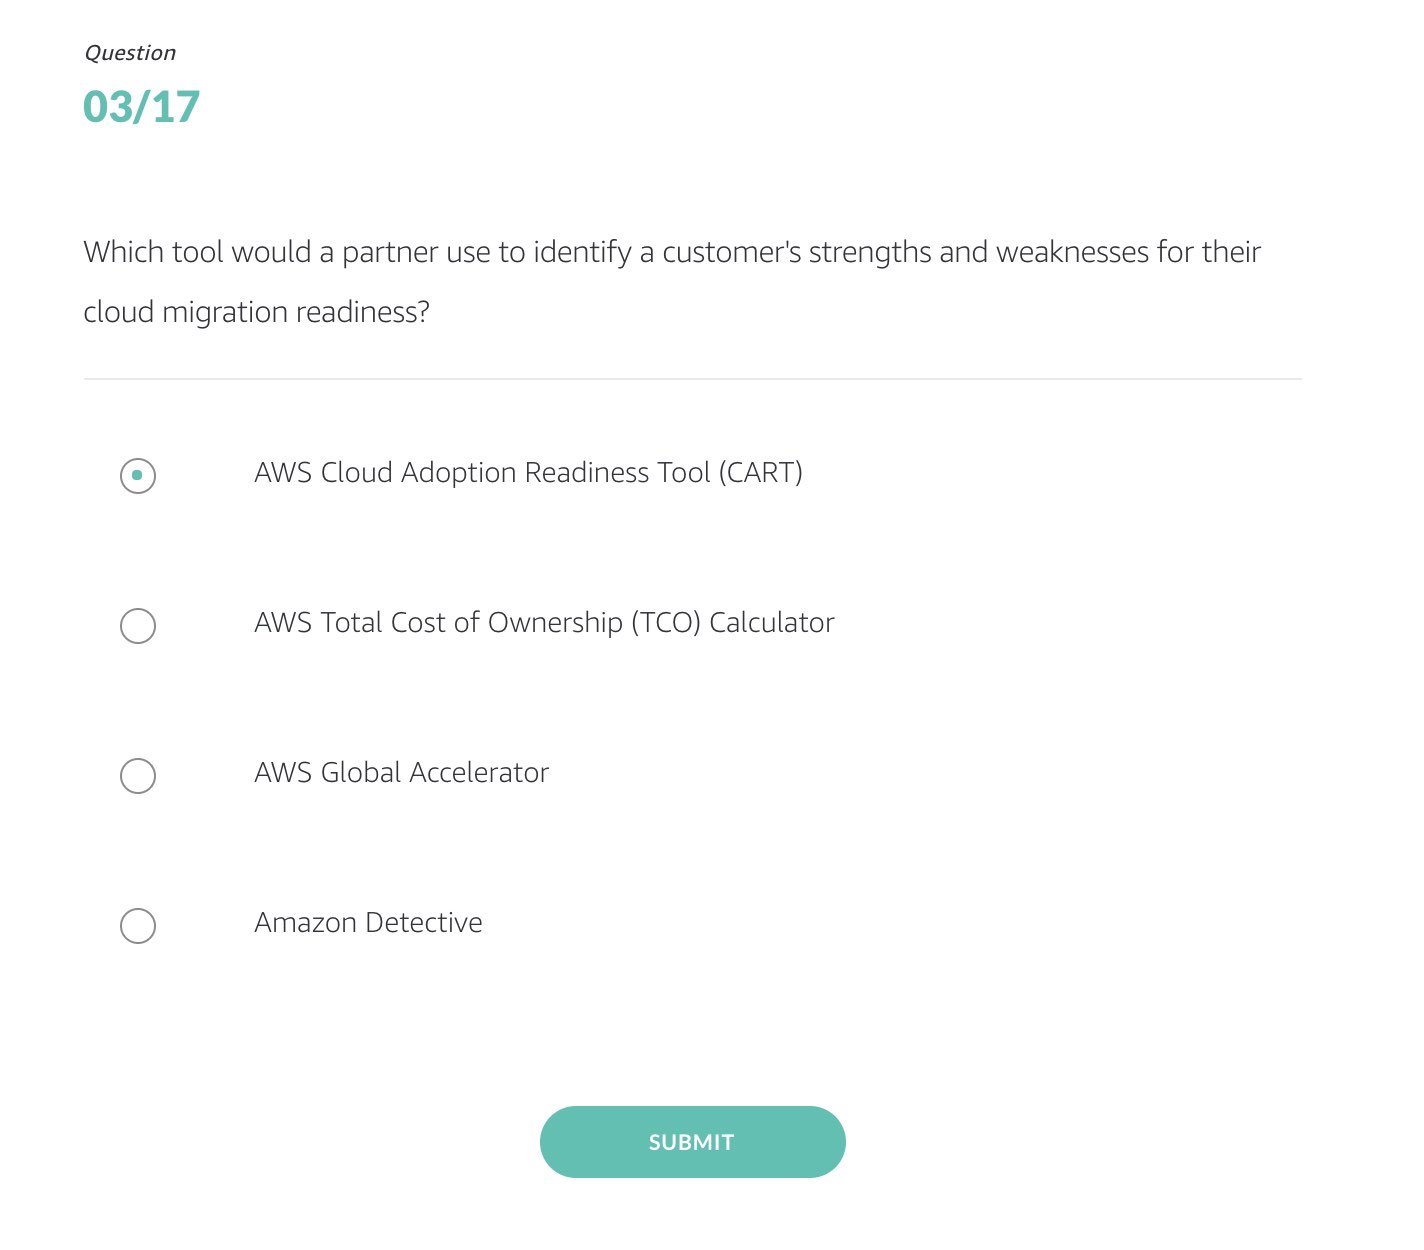 Question
03/17
Which tool would a partner use to identify a customer's strengths and weaknesses for their
cloud migration readiness?
AWS Cloud Adoption Readiness Tool (CART)
AWS Total Cost of Ownership (TCO) Calculator
AWS Global Accelerator
Amazon Detective
SUBMIT